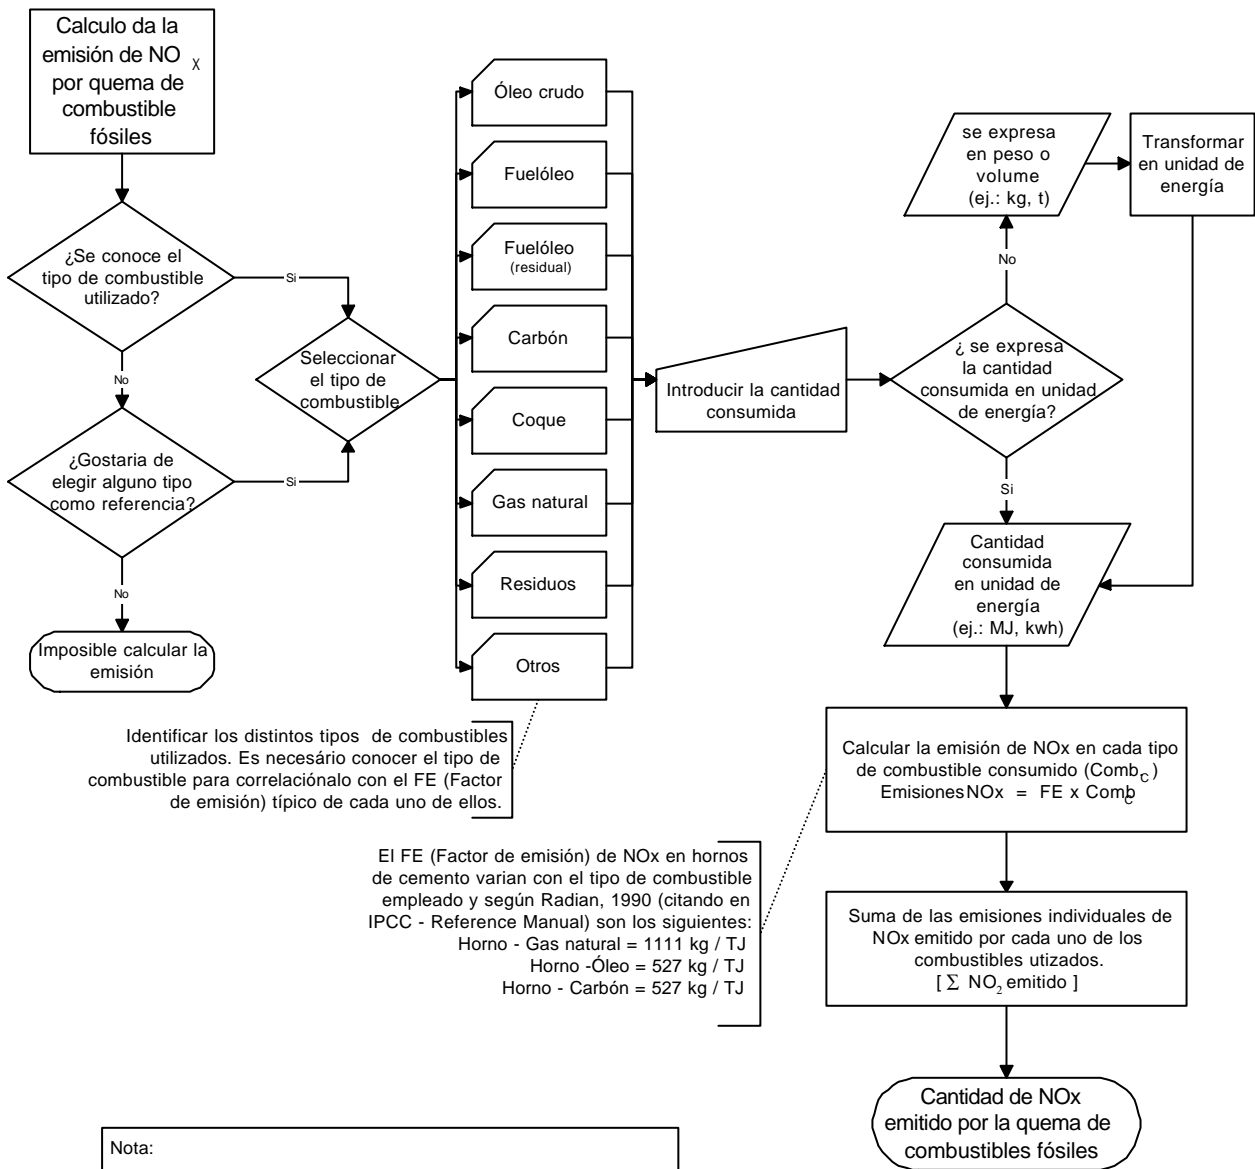 Calculo da la
emisión de NO X
por quema de
combustible
fósiles
¿Se conoce el
tipo de combustible
utilizado?
Si
No
¿Gostaria de
elegir alguno tipo
como referencia?
Si
No
Imposible calcular la
emisión
Seleccionar
el tipo de
combustible
Óleo crudo
Fuelóleo
Fuelóleo
(residual)
Carbón
Coque
Gas natural
Residuos
Otros
Identificar los distintos tipos de combustibles
utilizados. Es necesário conocer el tipo de
combustible para correlaciónalo con el FE (Factor
de emisión) típico de cada uno de ellos.
Introducir la cantidad
consumida
¿ se expresa
la cantidad
consumida en unidad
de energía?
No
se expresa
en peso o
volume
(ej.: kg, t)
Transformar
en unidad de
energía
Si
Cantidad
consumida
en unidad de
energía
(ej.: MJ, kwh)
Calcular la emisión de NOx en cada tipo
de combustible consumido (Comb C )
Emisiones NOx = FE x Comb C
El FE (Factor de emisión) de NOx en hornos
de cemento varian con el tipo de combustible
empleado y según Radian, 1990 (citando en
IPCC - Reference Manual) son los siguientes:
Horno - Gas natural = 1111 kg / TJ
Horno -Óleo = 527 kg / TJ
Horno - Carbón = 527 kg / TJ
Suma de las emisiones individuales de
NOx emitido por cada uno de los
combustibles utizados.
[ Σ NO2 emitido ]
Cantidad de NOx
emitido por la quema de
combustibles fósiles
Nota: